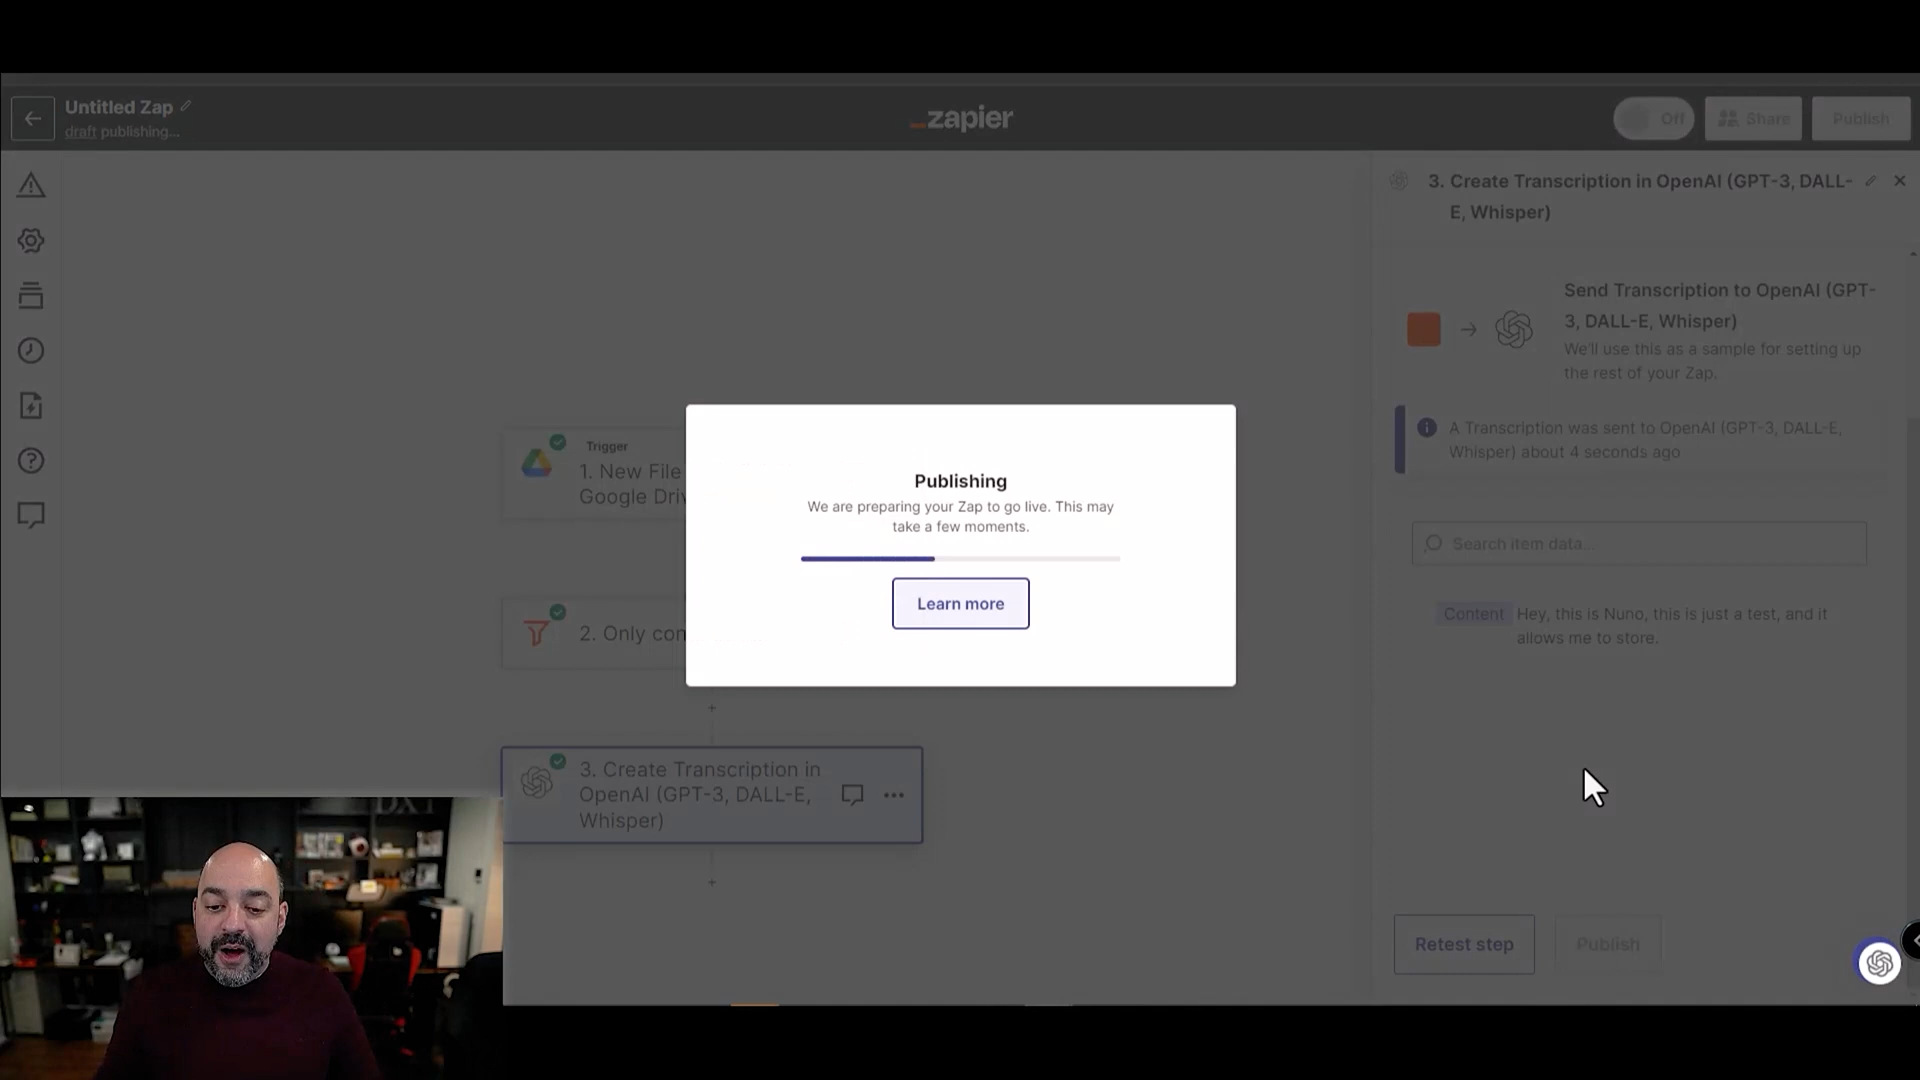 Untitled Zap
draft publishing...
zapier
Off
Share
Publish
3. Create Transcription in OpenAI (GPT-3, DALL-
E, Whisper)
Send Transcription to OpenAI (GPT-
3, DALL-E, Whisper)
We'll use this as a sample for setting up
the rest of your Zap.
A Transcription was sent to OpenAI (GPT-3, DALL-E,
Whisper) about 4 seconds ago
Search item data...
Content Hey, this is Nuno, this is just a test, and it
allows me to store.
Retest step
Publish
Trigger
1. New File
Google Driv
2. Only con
Publishing
We are preparing your Zap to go live. This may
take a few moments.
Learn more
3. Create Transcription in
OpenAI (GPT-3, DALL-E,
Whisper)